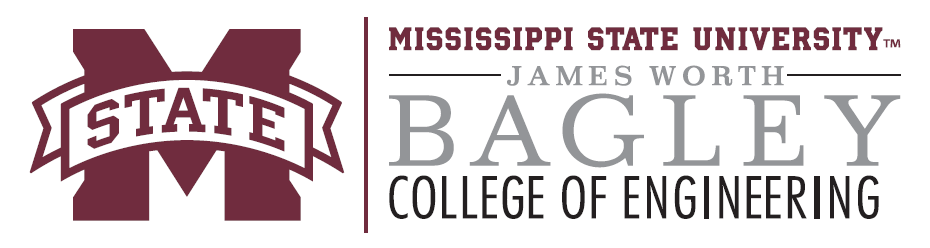 STATE
MISSISSIPPI STATE UNIVERSITY™
JAMES WORTH
BAGLEY
COLLEGE OF ENGINEERING